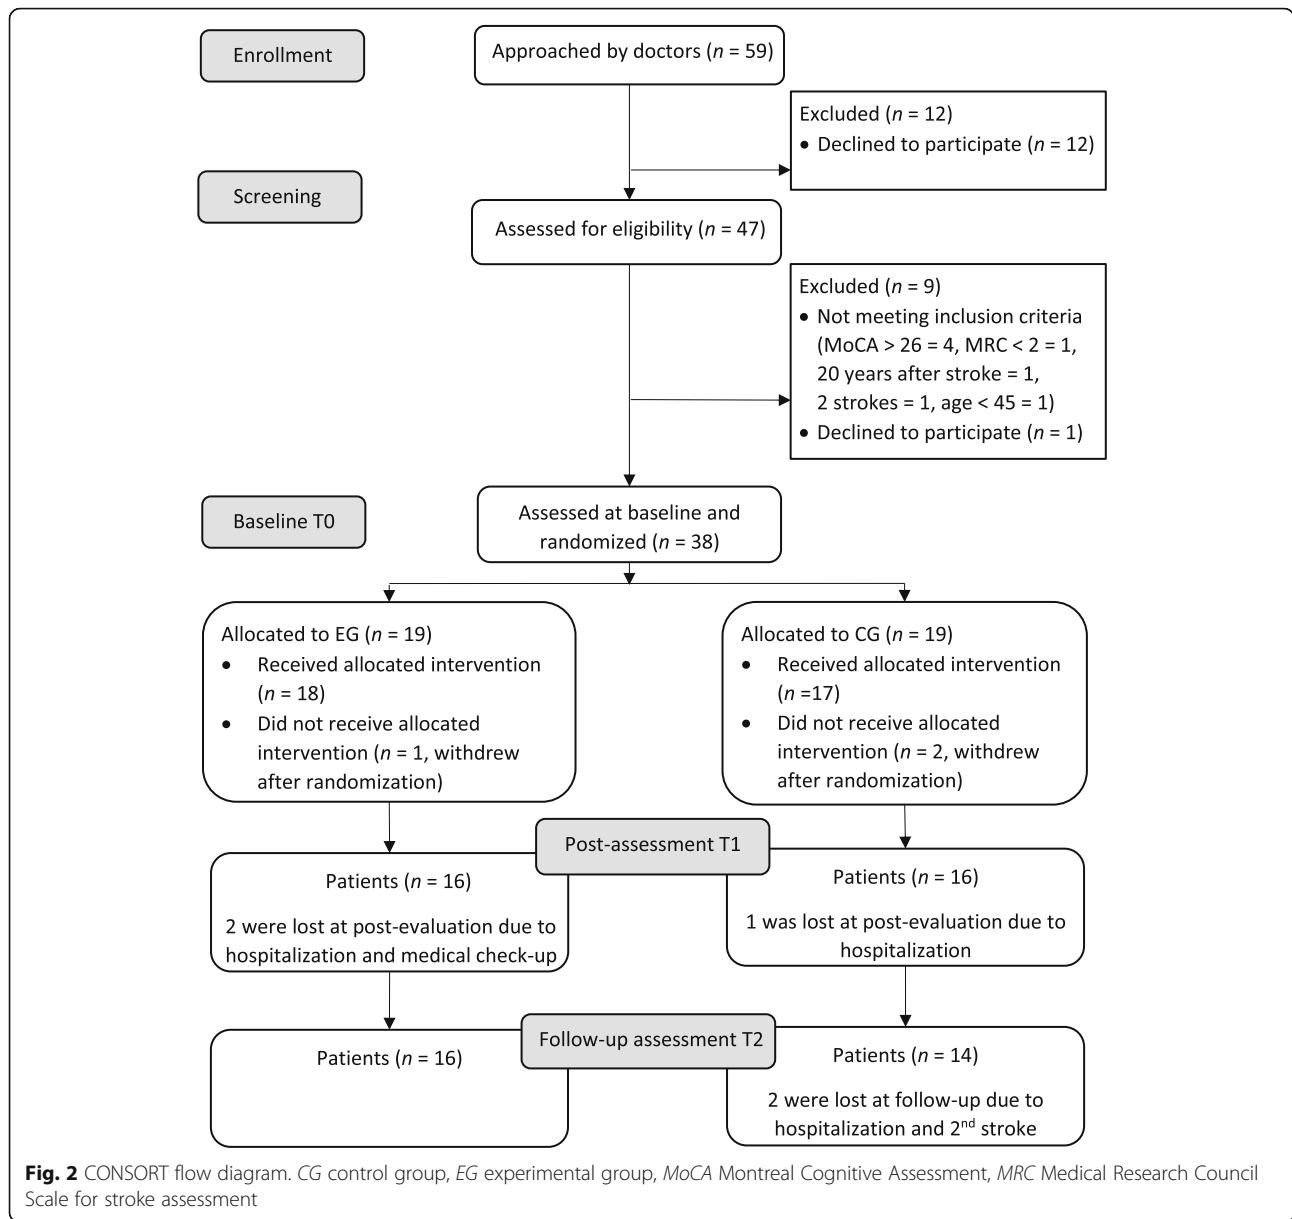 Enrollment
Approached by doctors (n = 59)
Excluded (n = 12)
• Declined to participate (n = 12)
Screening
Assessed for eligibility (n = 47)
Excluded (n = 9)
• Not meeting inclusion criteria
(MoCA > 26 = 4, MRC < 2 = 1,
20 years after stroke = 1,
2 strokes = 1, age < 45 = 1)
• Declined to participate (n = 1)
Baseline T0
Assessed at baseline and
randomized (n = 38)
Allocated to EG (n = 19)
• Received allocated intervention
(n = 18)
• Did not receive allocated
intervention (n = 1, withdrew
after randomization)
Allocated to CG (n = 19)
• Received allocated intervention
(n =17)
• Did not receive allocated
intervention (n = 2, withdrew
after randomization)
Post-assessment T1
Patients (n = 16)
2 were lost at post-evaluation due to
hospitalization and medical check-up
Patients (n = 16)
1 was lost at post-evaluation due to
hospitalization
Follow-up assessment T2
Patients (n = 16)
Patients (n = 14)
2 were lost at follow-up due to
hospitalization and 2nd stroke
Fig. 2 CONSORT flow diagram. CG control group, EG experimental group, MoCA Montreal Cognitive Assessment, MRC Medical Research Council
Scale for stroke assessment